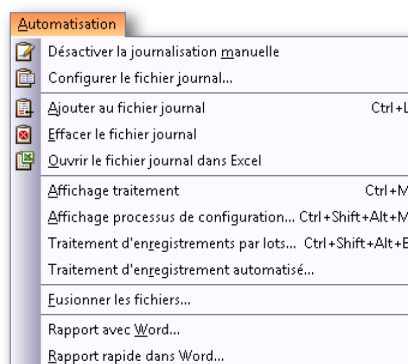 Automatisation
Désactiver la journalisation manuelle
Configurer le fichier journal...
Ajouter au fichier journal Ctrl+L
Effacer le fichier journal
Ouvrir le fichier journal dans Excel
Affichage traitement Ctrl+M
Affichage processus de configuration... Ctrl+Shift+Alt+M
Traitement d'enregistrements par lots... Ctrl+Shift+Alt+B
Traitement d'enregistrement automatisé...
Fusionner les fichiers...
Rapport avec Word...
Rapport rapide dans Word...